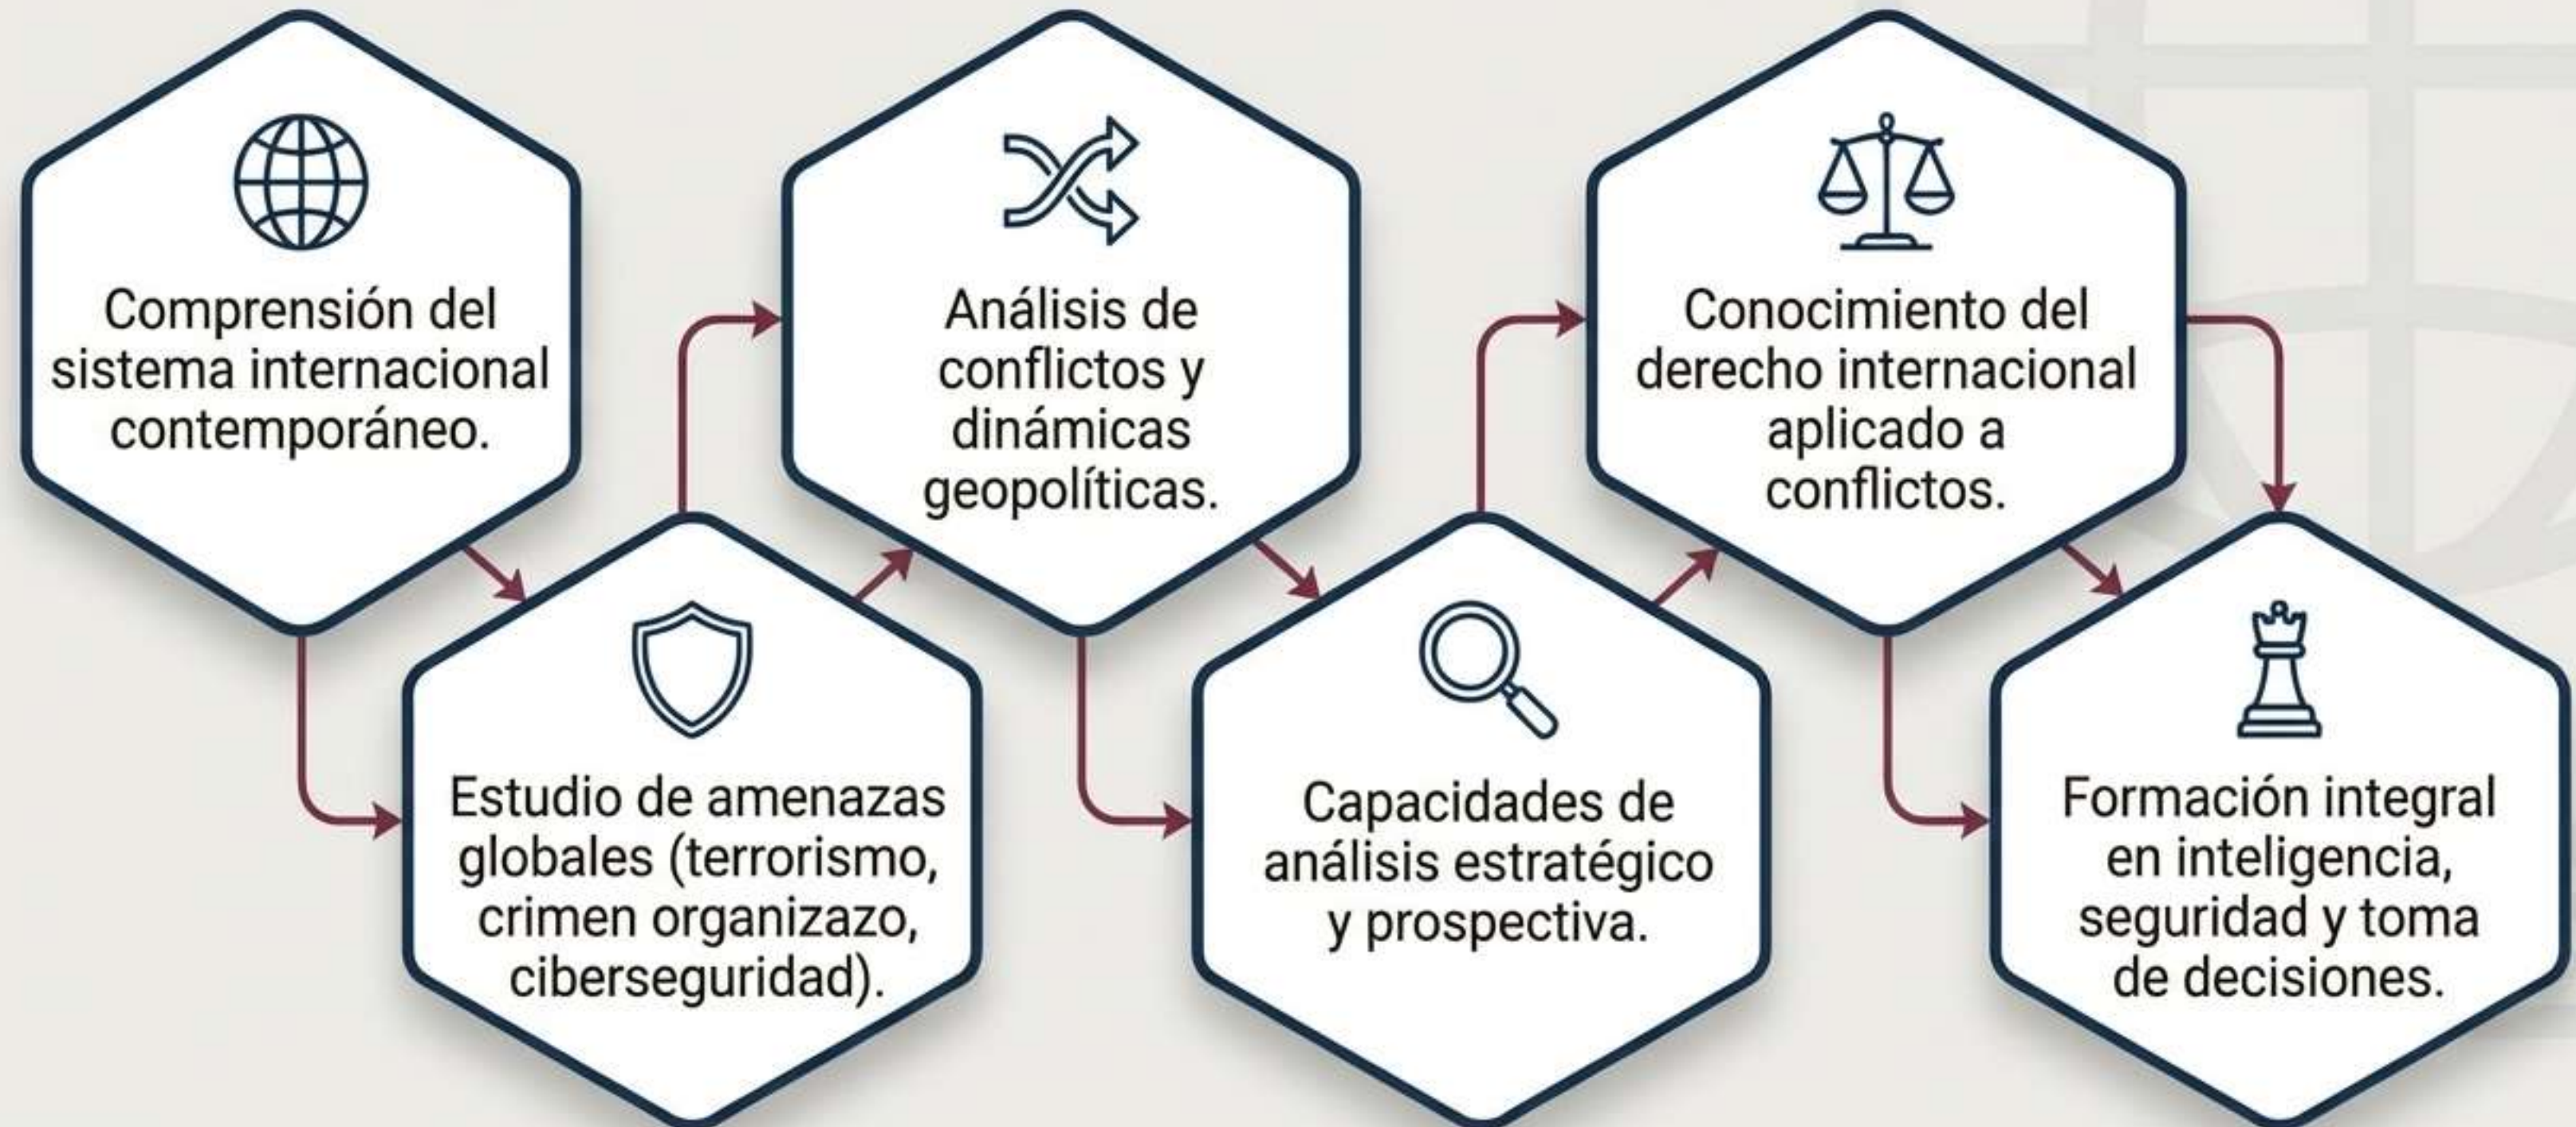 Comprensión del
sistema internacional
contemporáneo.
Estudio de amenazas
globales (terrorismo,
crimen organizazo,
ciberseguridad).
Análisis de
conflictos y
dinámicas
geopolíticas.
Capacidades de
análisis estratégico
y prospectiva.
Conocimiento del
derecho internacional
aplicado a
conflictos.
Formación integral
en inteligencia,
seguridad y toma
de decisiones.